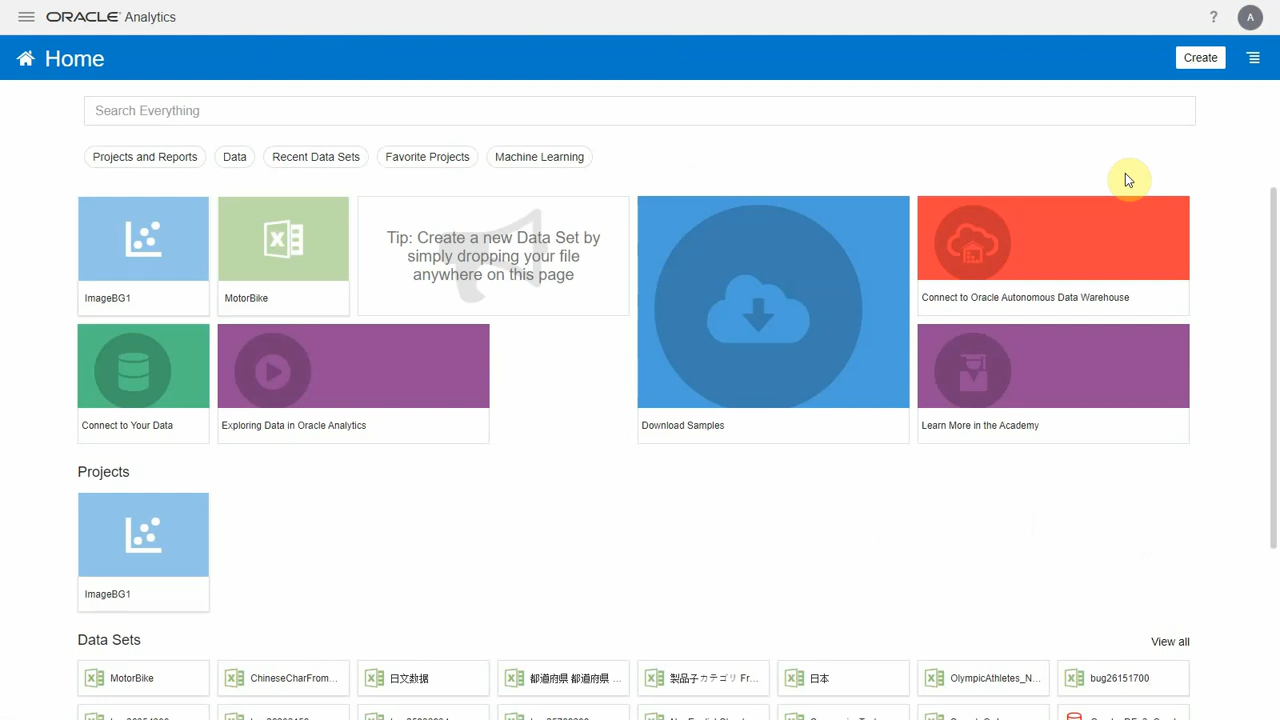 ORACLE Analytics
?
A
Home
Create
Search Everything
Projects and Reports
Data
Recent Data Sets
Favorite Projects
Machine Learning
Tip: Create a new Data Set by
simply dropping your file
anywhere on this page
ImageBG1
MotorBike
Connect to Oracle Autonomous Data Warehouse
Connect to Your Data
Exploring Data in Oracle Analytics
Download Samples
Learn More in the Academy
Projects
ImageBG1
Data Sets
View all
MotorBike
ChineseCharFrom...
日文数据
都道府県 都道府県 ...
製品子カテゴリ Fr...
日本
OlympicAthletes_N...
bug26151700